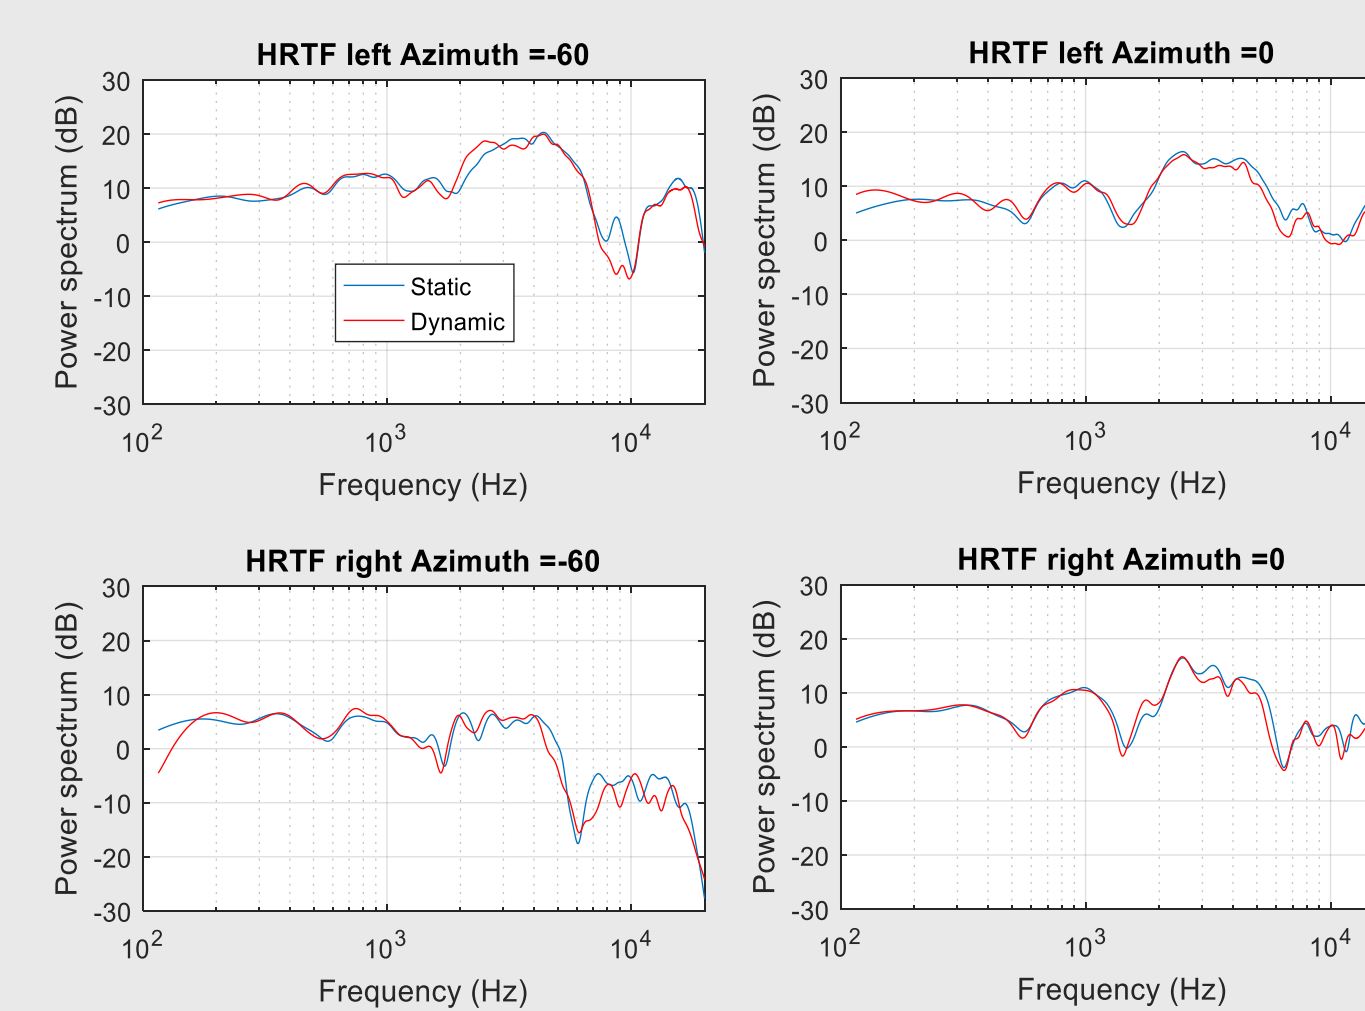 HRTF left Azimuth =-60
Power spectrum (dB)
30
20
10
0
-10
-20
-30
Static
Dynamic
10^2
10^3
10^4
Frequency (Hz)
HRTF left Azimuth =0
Power spectrum (dB)
30
20
10
0
-10
-20
-30
10^2
10^3
10^4
Frequency (Hz)
HRTF right Azimuth =-60
Power spectrum (dB)
30
20
10
0
-10
-20
-30
10^2
10^3
10^4
Frequency (Hz)
HRTF right Azimuth =0
Power spectrum (dB)
30
20
10
0
-10
-20
-30
10^2
10^3
10^4
Frequency (Hz)